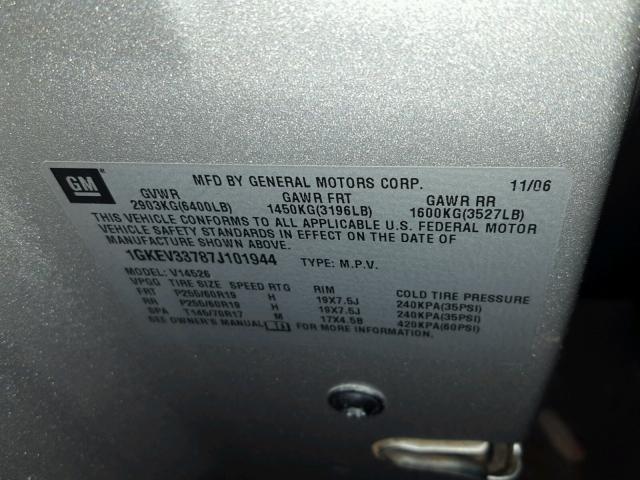 GM
MFD BY GENERAL MOTORS CORP. 11/06
GVWR GAWR FRT GAWR RR
2903KG(6400LB) 1450KG(3196LB) 1600KG(3527LB)
THIS VEHICLE CONFORMS TO ALL APPLICABLE U.S. FEDERAL MOTOR
VEHICLE SAFETY STANDARDS IN EFFECT ON THE DATE OF
MANUFACTURE SHOWN ABOVE.
1GKEV33787J101944 TYPE: M.P.V.
MODEL: V14526
VPGG TIRE SIZE SPEED RTG RIM COLD TIRE PRESSURE
FRT P255/60R19 H 19X7.5J 240KPA(35PSI)
RR P255/60R19 H 19X7.5J 240KPA(35PSI)
SPA T145/70R17 M 17X4.5B 420KPA(60PSI)
SEE OWNER'S MANUAL FOR MORE INFORMATION.